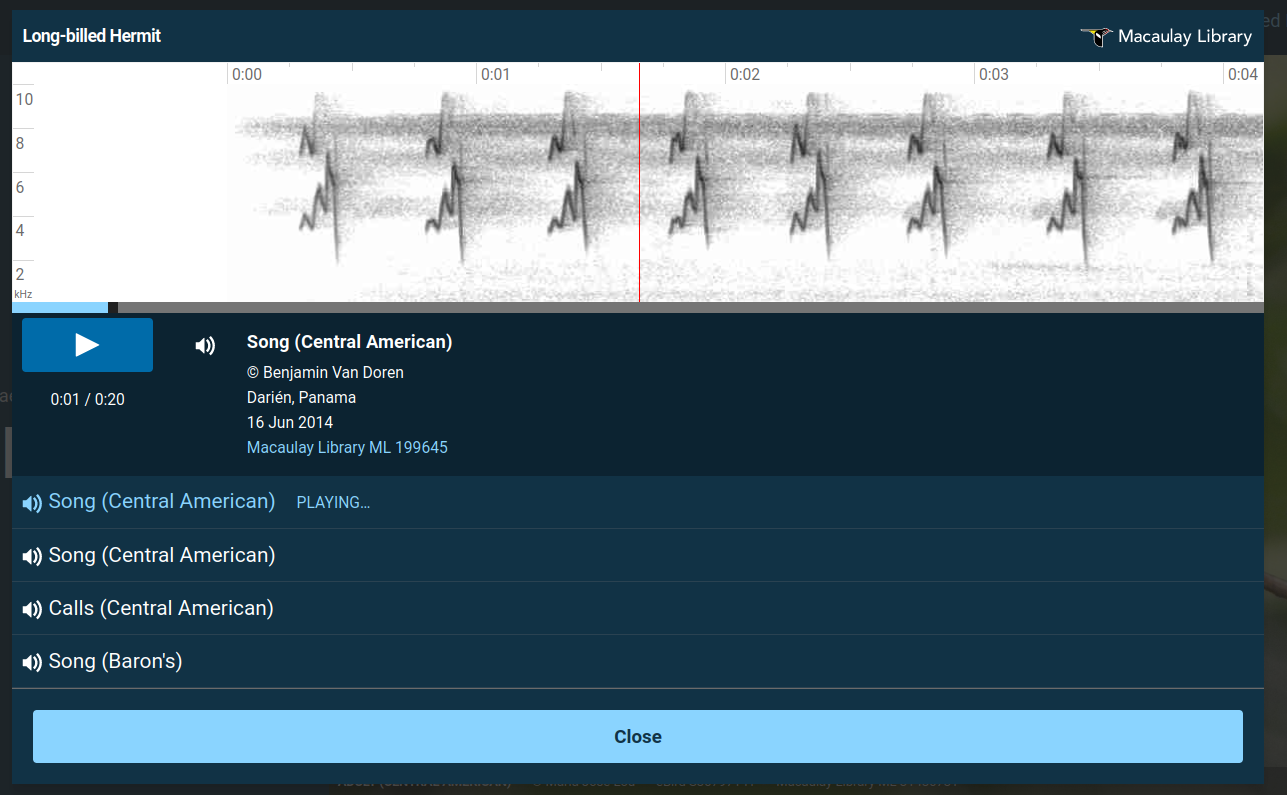 Long-billed Hermit
Macaulay Library
0:00 0:01 0:02 0:03 0:04
10
8
6
4
2
kHz
Song (Central American)
© Benjamin Van Doren
0:01 / 0:20
Darién, Panama
16 Jun 2014
Macaulay Library ML 199645
Song (Central American) PLAYING...
Song (Central American)
Calls (Central American)
Song (Baron's)
Close